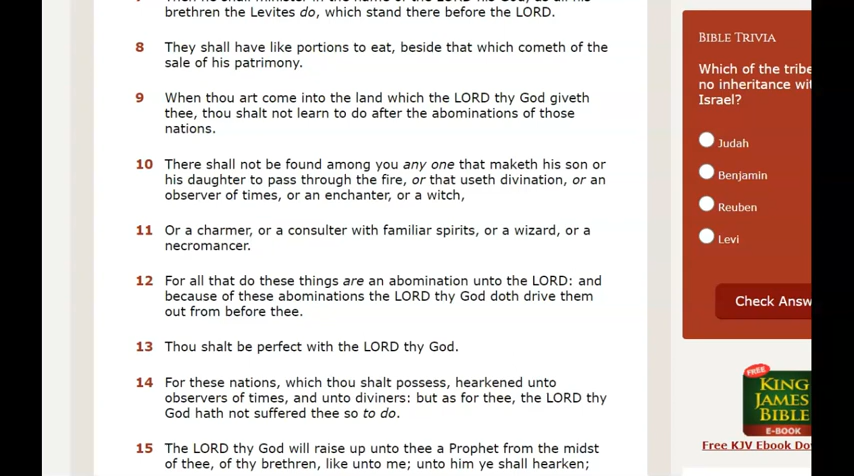 brethren the Levites do, which stand there before the LORD.
8 They shall have like portions to eat, beside that which cometh of the
sale of his patrimony.
9 When thou art come into the land which the LORD thy God giveth
thee, thou shalt not learn to do after the abominations of those
nations.
10 There shall not be found among you any one that maketh his son or
his daughter to pass through the fire, or that useth divination, or an
observer of times, or an enchanter, or a witch,
11 Or a charmer, or a consulter with familiar spirits, or a wizard, or a
necromancer.
12 For all that do these things are an abomination unto the LORD: and
because of these abominations the LORD thy God doth drive them
out from before thee.
13 Thou shalt be perfect with the LORD thy God.
14 For these nations, which thou shalt possess, hearkened unto
observers of times, and unto diviners: but as for thee, the LORD thy
God hath not suffered thee so to do.
15 The LORD thy God will raise up unto thee a Prophet from the midst
of thee, of thy brethren, like unto me; unto him ye shall hearken;
BIBLE TRIVIA
Which of the tribe
no inheritance wit
Israel?
Judah
Benjamin
Reuben
Levi
Check Answ
FREE
KING
JAMES
BIBLE
E-BOOK
Free KJV Ebook Dov